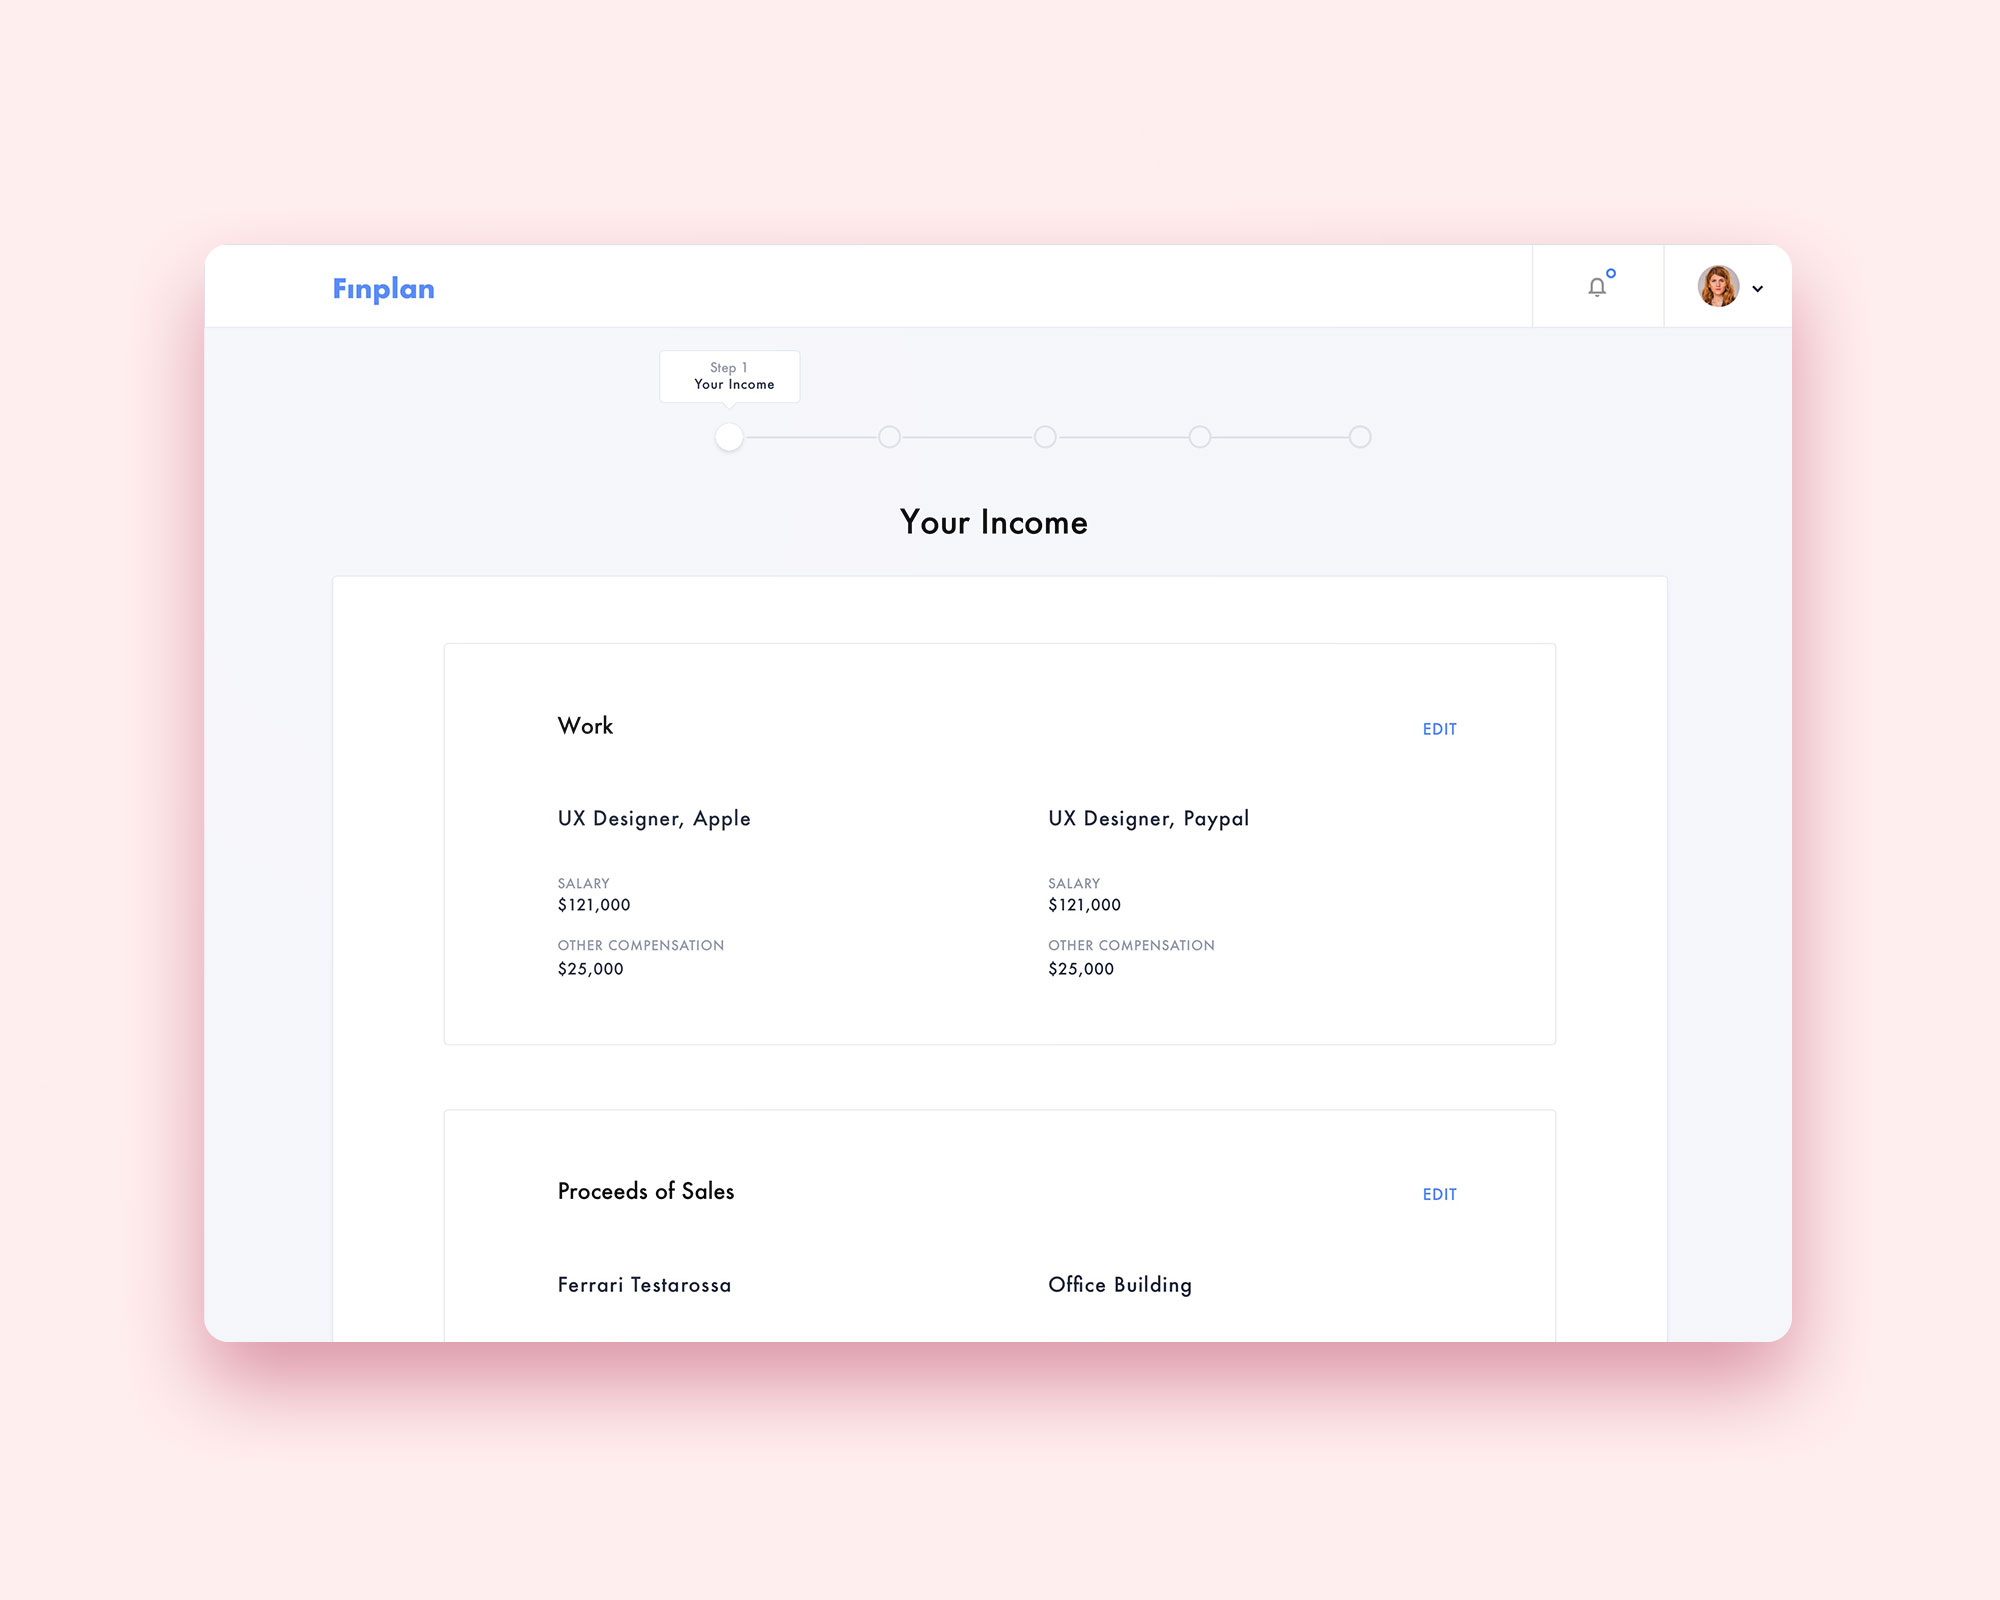 Finplan
Step 1
Your Income
Your Income
Work
EDIT
UX Designer, Apple
UX Designer, Paypal
SALARY
SALARY
$121,000
$121,000
OTHER COMPENSATION
OTHER COMPENSATION
$25,000
$25,000
Proceeds of Sales
EDIT
Ferrari Testarossa
Office Building